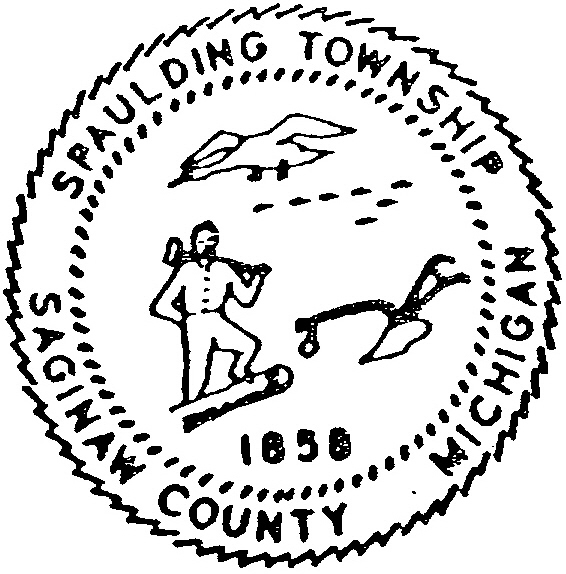 SPAULDING TOWNSHIP
SAGINAW COUNTY MICHIGAN
1858